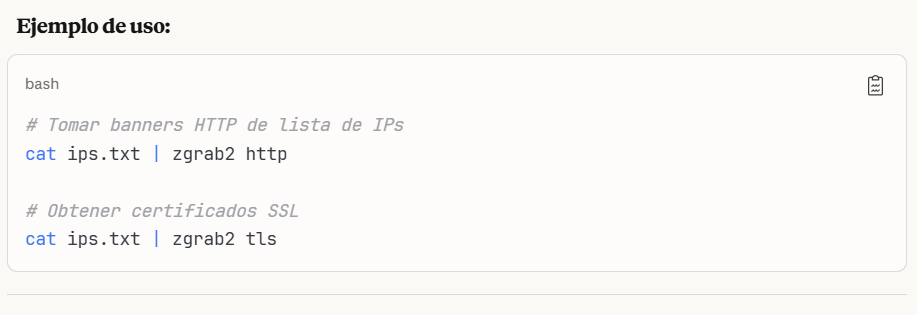 Ejemplo de uso:
bash
# Tomar banners HTTP de lista de IPs
cat ips.txt | zgrab2 http
# Obtener certificados SSL
cat ips.txt | zgrab2 tls